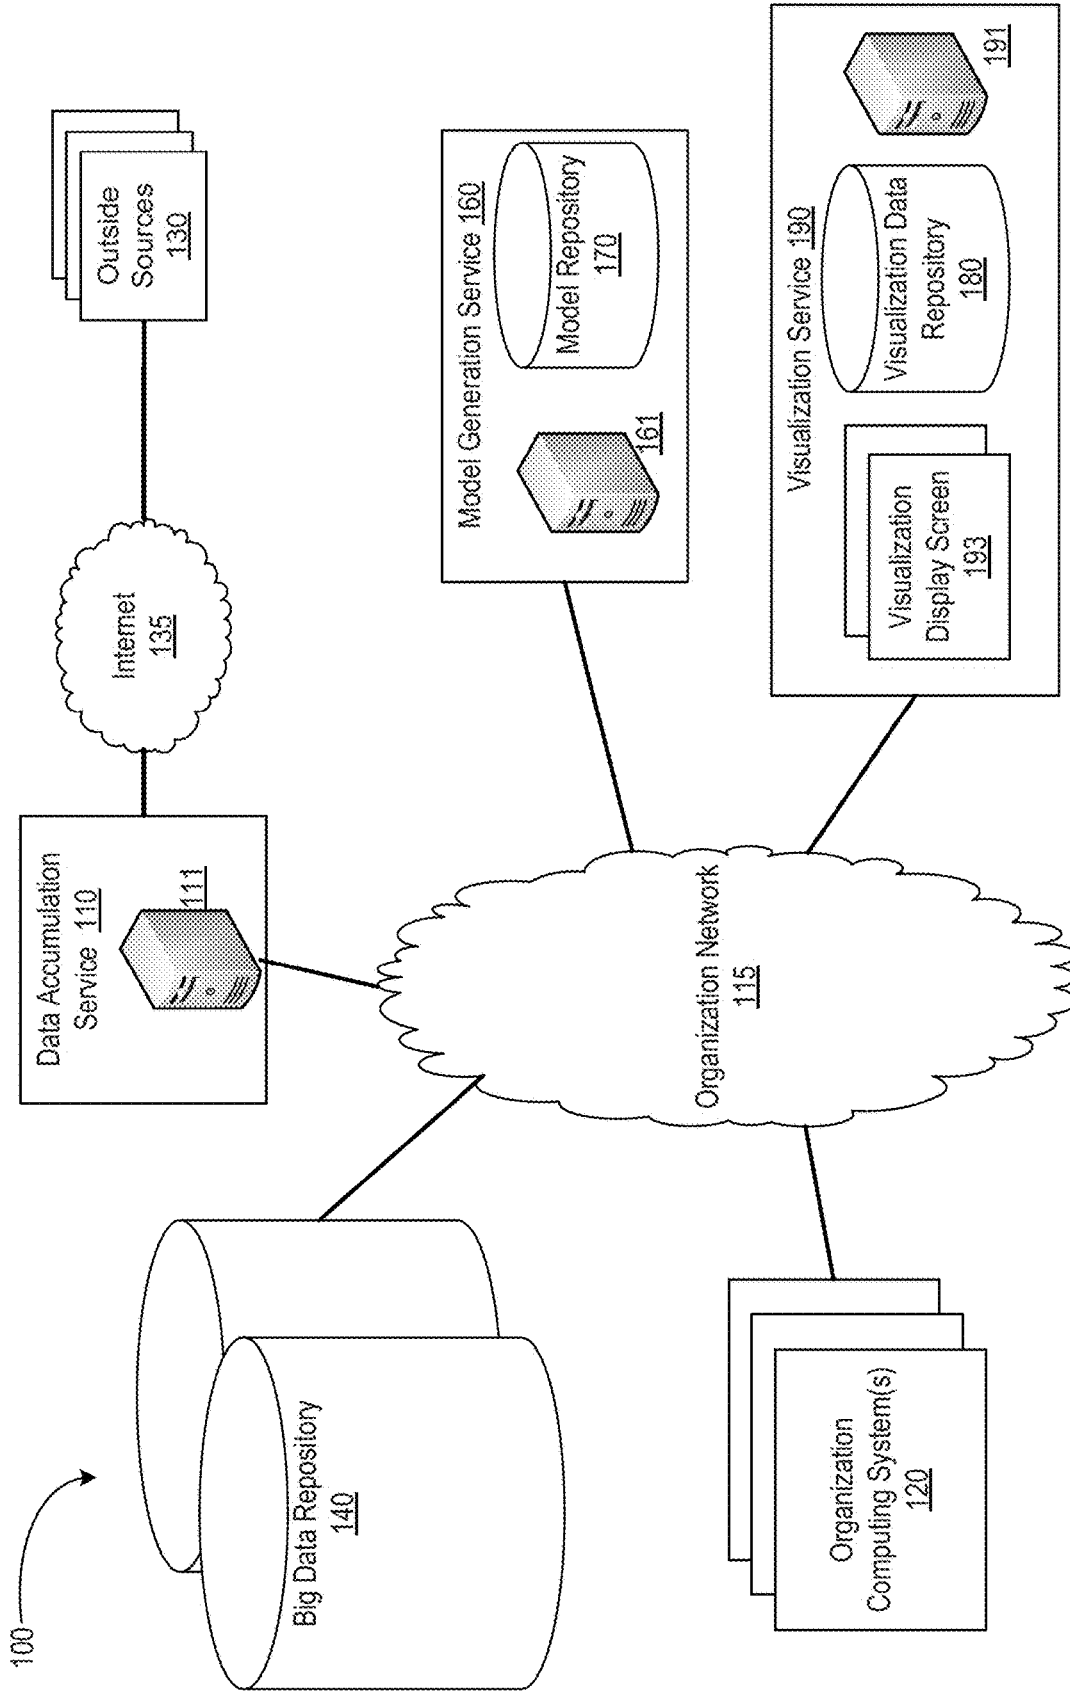 100
Big Data Repository
140
Data Accumulation
Service 110
111
Internet
135
Outside
Sources
130
Organization Network
115
Model Generation Service 160
161
Model Repository
170
Organization
Computing System(s)
120
Visualization Service 190
Visualization
Display Screen
193
Visualization Data
Repository
180
191